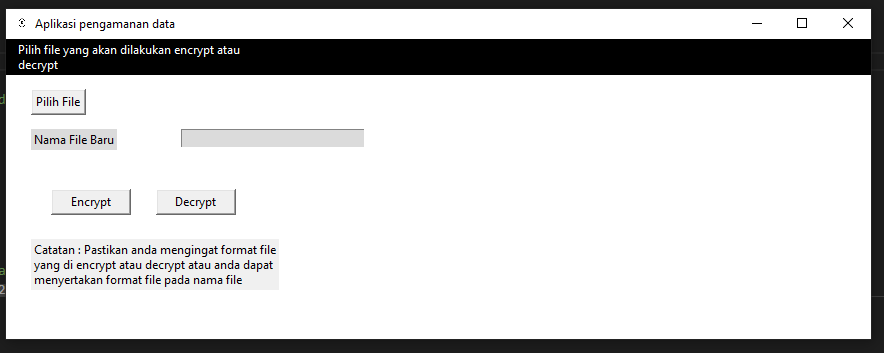 Aplikasi pengamanan data
Pilih file yang akan dilakukan encrypt atau
decrypt
Pilih File
Nama File Baru
Encrypt Decrypt
Catatan : Pastikan anda mengingat format file
yang di encrypt atau decrypt atau anda dapat
menyertakan format file pada nama file